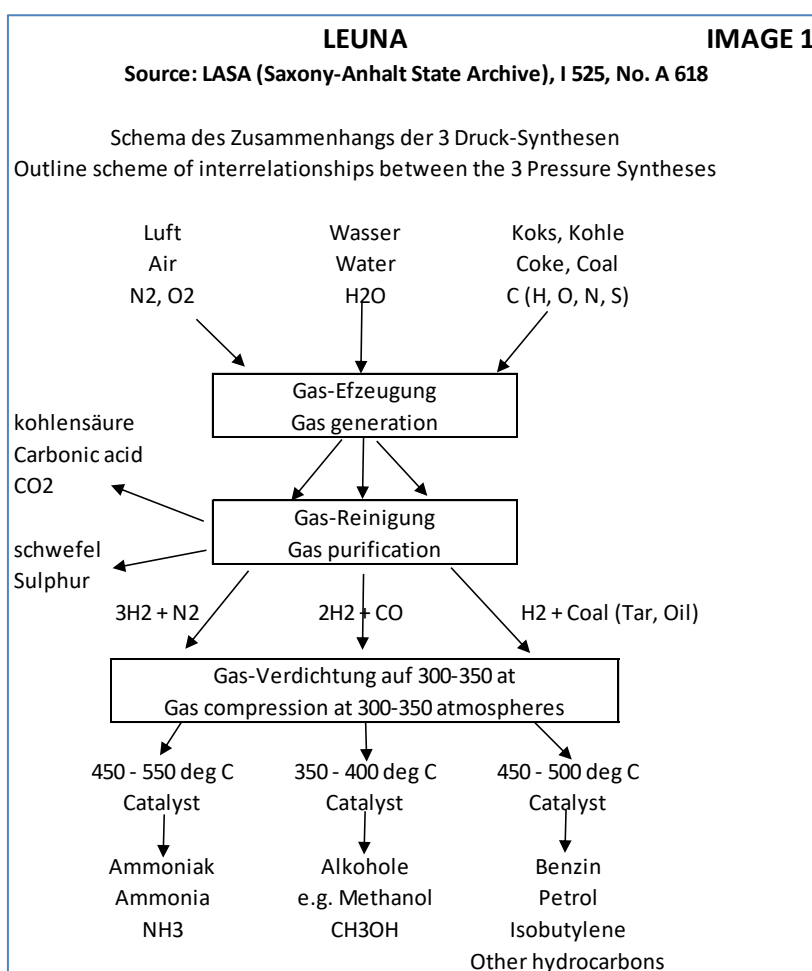 LEUNA
IMAGE 1
Source: LASA (Saxony-Anhalt State Archive), I 525, No. A 618
Schema des Zusammenhangs der 3 Druck-Synthesen
Outline scheme of interrelationships between the 3 Pressure Syntheses
Luft Wasser Koks, Kohle
Air Water Coke, Coal
N2, O2 H2O C (H, O, N, S)
Gas-Efzeugung
Gas generation
kohlensäure
Carbonic acid
CO2
Gas-Reinigung
Gas purification
schwefel
Sulphur
3H2 + N2 2H2 + CO H2 + Coal (Tar, Oil)
Gas-Verdichtung auf 300-350 at
Gas compression at 300-350 atmospheres
450 - 550 deg C 350 - 400 deg C 450 - 500 deg C
Catalyst Catalyst Catalyst
Ammoniak Alkohole Benzin
Ammonia e.g. Methanol Petrol
NH3 CH3OH Isobutylene
Other hydrocarbons